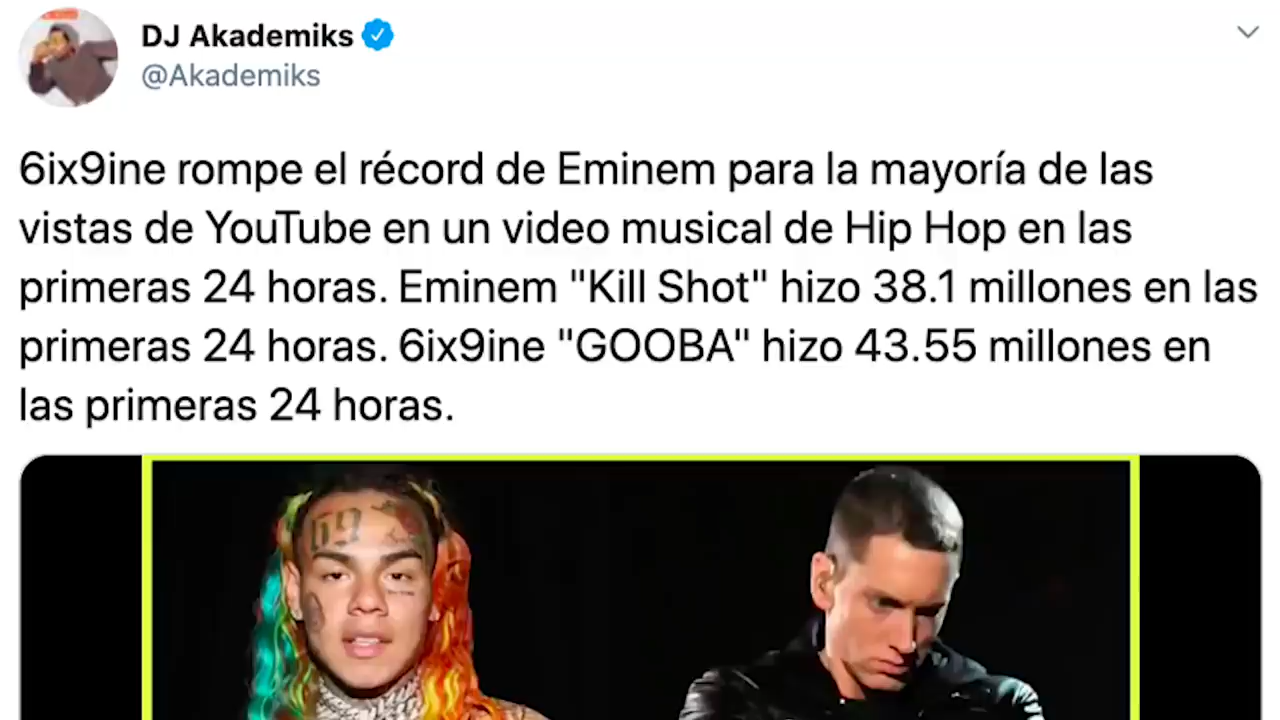 DJ Akademiks
@Akademiks
6ix9ine rompe el récord de Eminem para la mayoría de las
vistas de YouTube en un video musical de Hip Hop en las
primeras 24 horas. Eminem "Kill Shot" hizo 38.1 millones en las
primeras 24 horas. 6ix9ine "GOOBA" hizo 43.55 millones en
las primeras 24 horas.
69